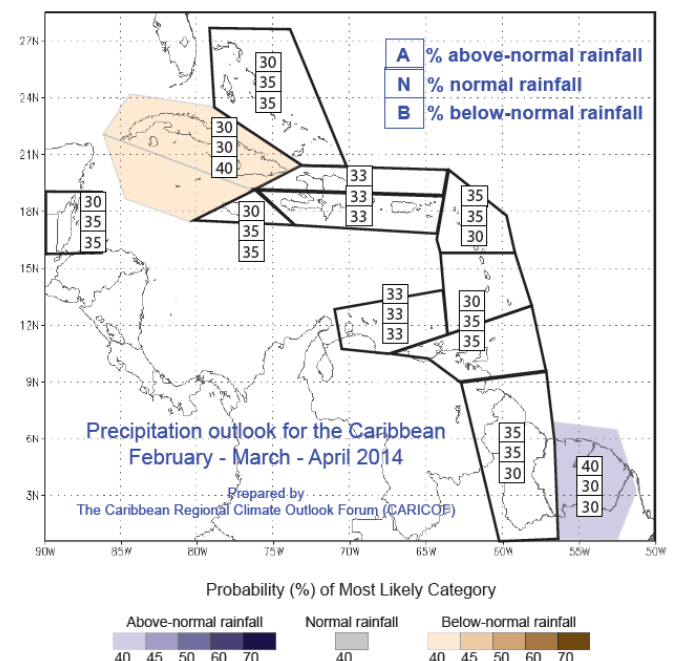 27N
24N
21N
18N
15N
12N
9N
6N
3N
A % above-normal rainfall
N % normal rainfall
B % below-normal rainfall
30
35
35
30
30
40
33
33
33
30
35
35
30
35
35
35
35
30
33
33
33
30
35
35
35
35
30
40
30
30
Precipitation outlook for the Caribbean
February - March - April 2014
Prepared by
The Caribbean Regional Climate Outlook Forum (CARICOF)
90W 85W 80W 75W 70W 65W 60W 55W 50W
Probability (%) of Most Likely Category
Above-normal rainfall Normal rainfall Below-normal rainfall
40 45 50 60 70 40 40 45 50 60 70